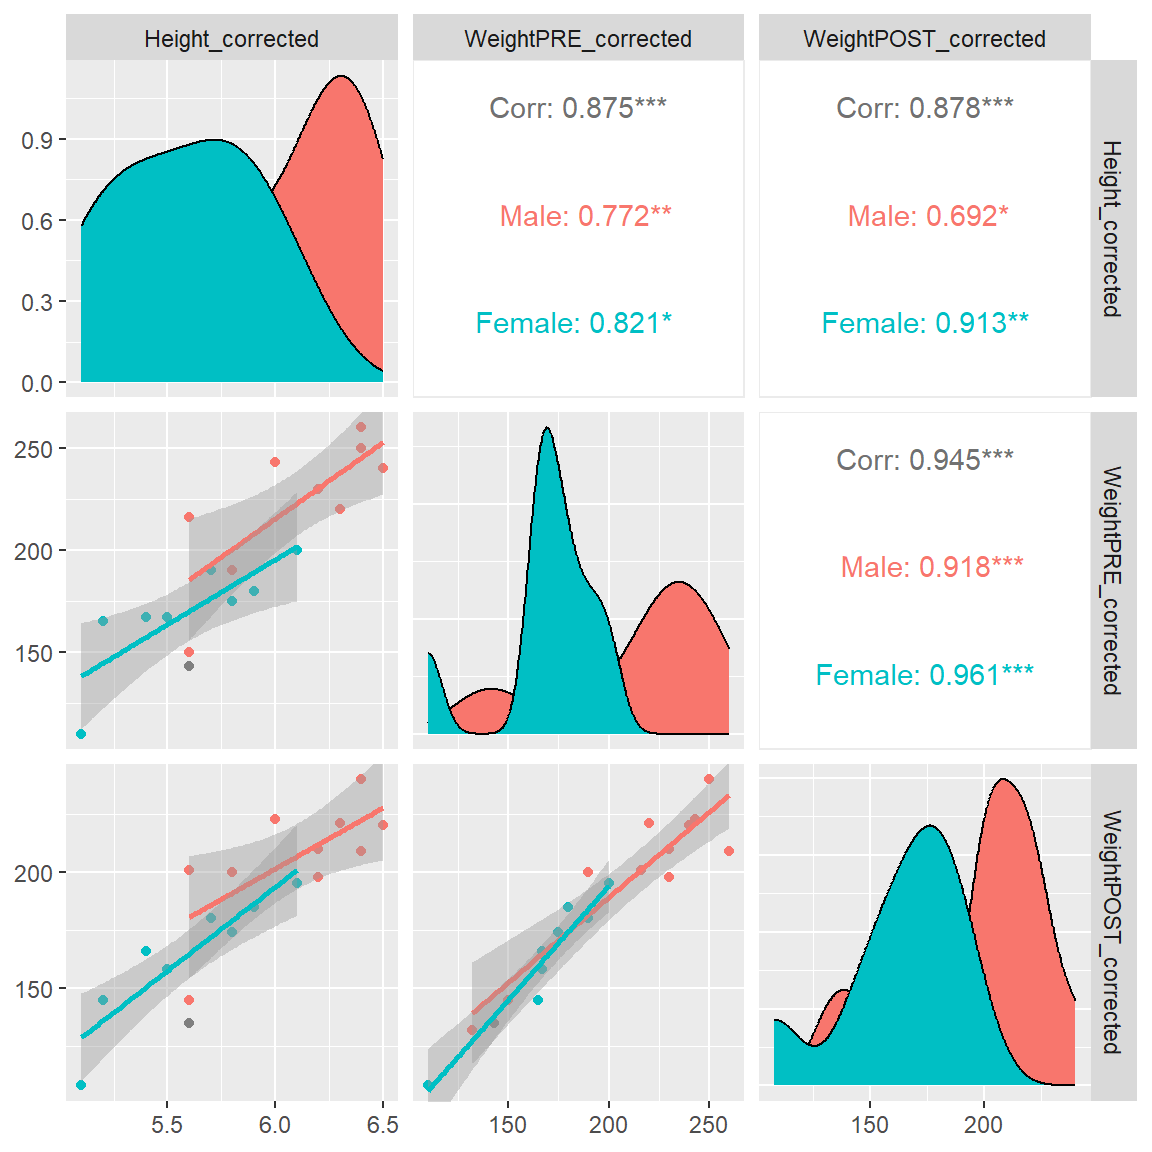 Height_corrected
WeightPRE_corrected
WeightPOST_corrected
0.9
0.6
0.3
0.0
Corr: 0.875***
Male: 0.772**
Female: 0.821*
Corr: 0.878***
Male: 0.692*
Female: 0.913**
Height_corrected
250
200
150
Corr: 0.945***
Male: 0.918***
Female: 0.961***
WeightPRE_corrected
200
150
WeightPOST_corrected
5.5
6.0
6.5
150
200
250
150
200